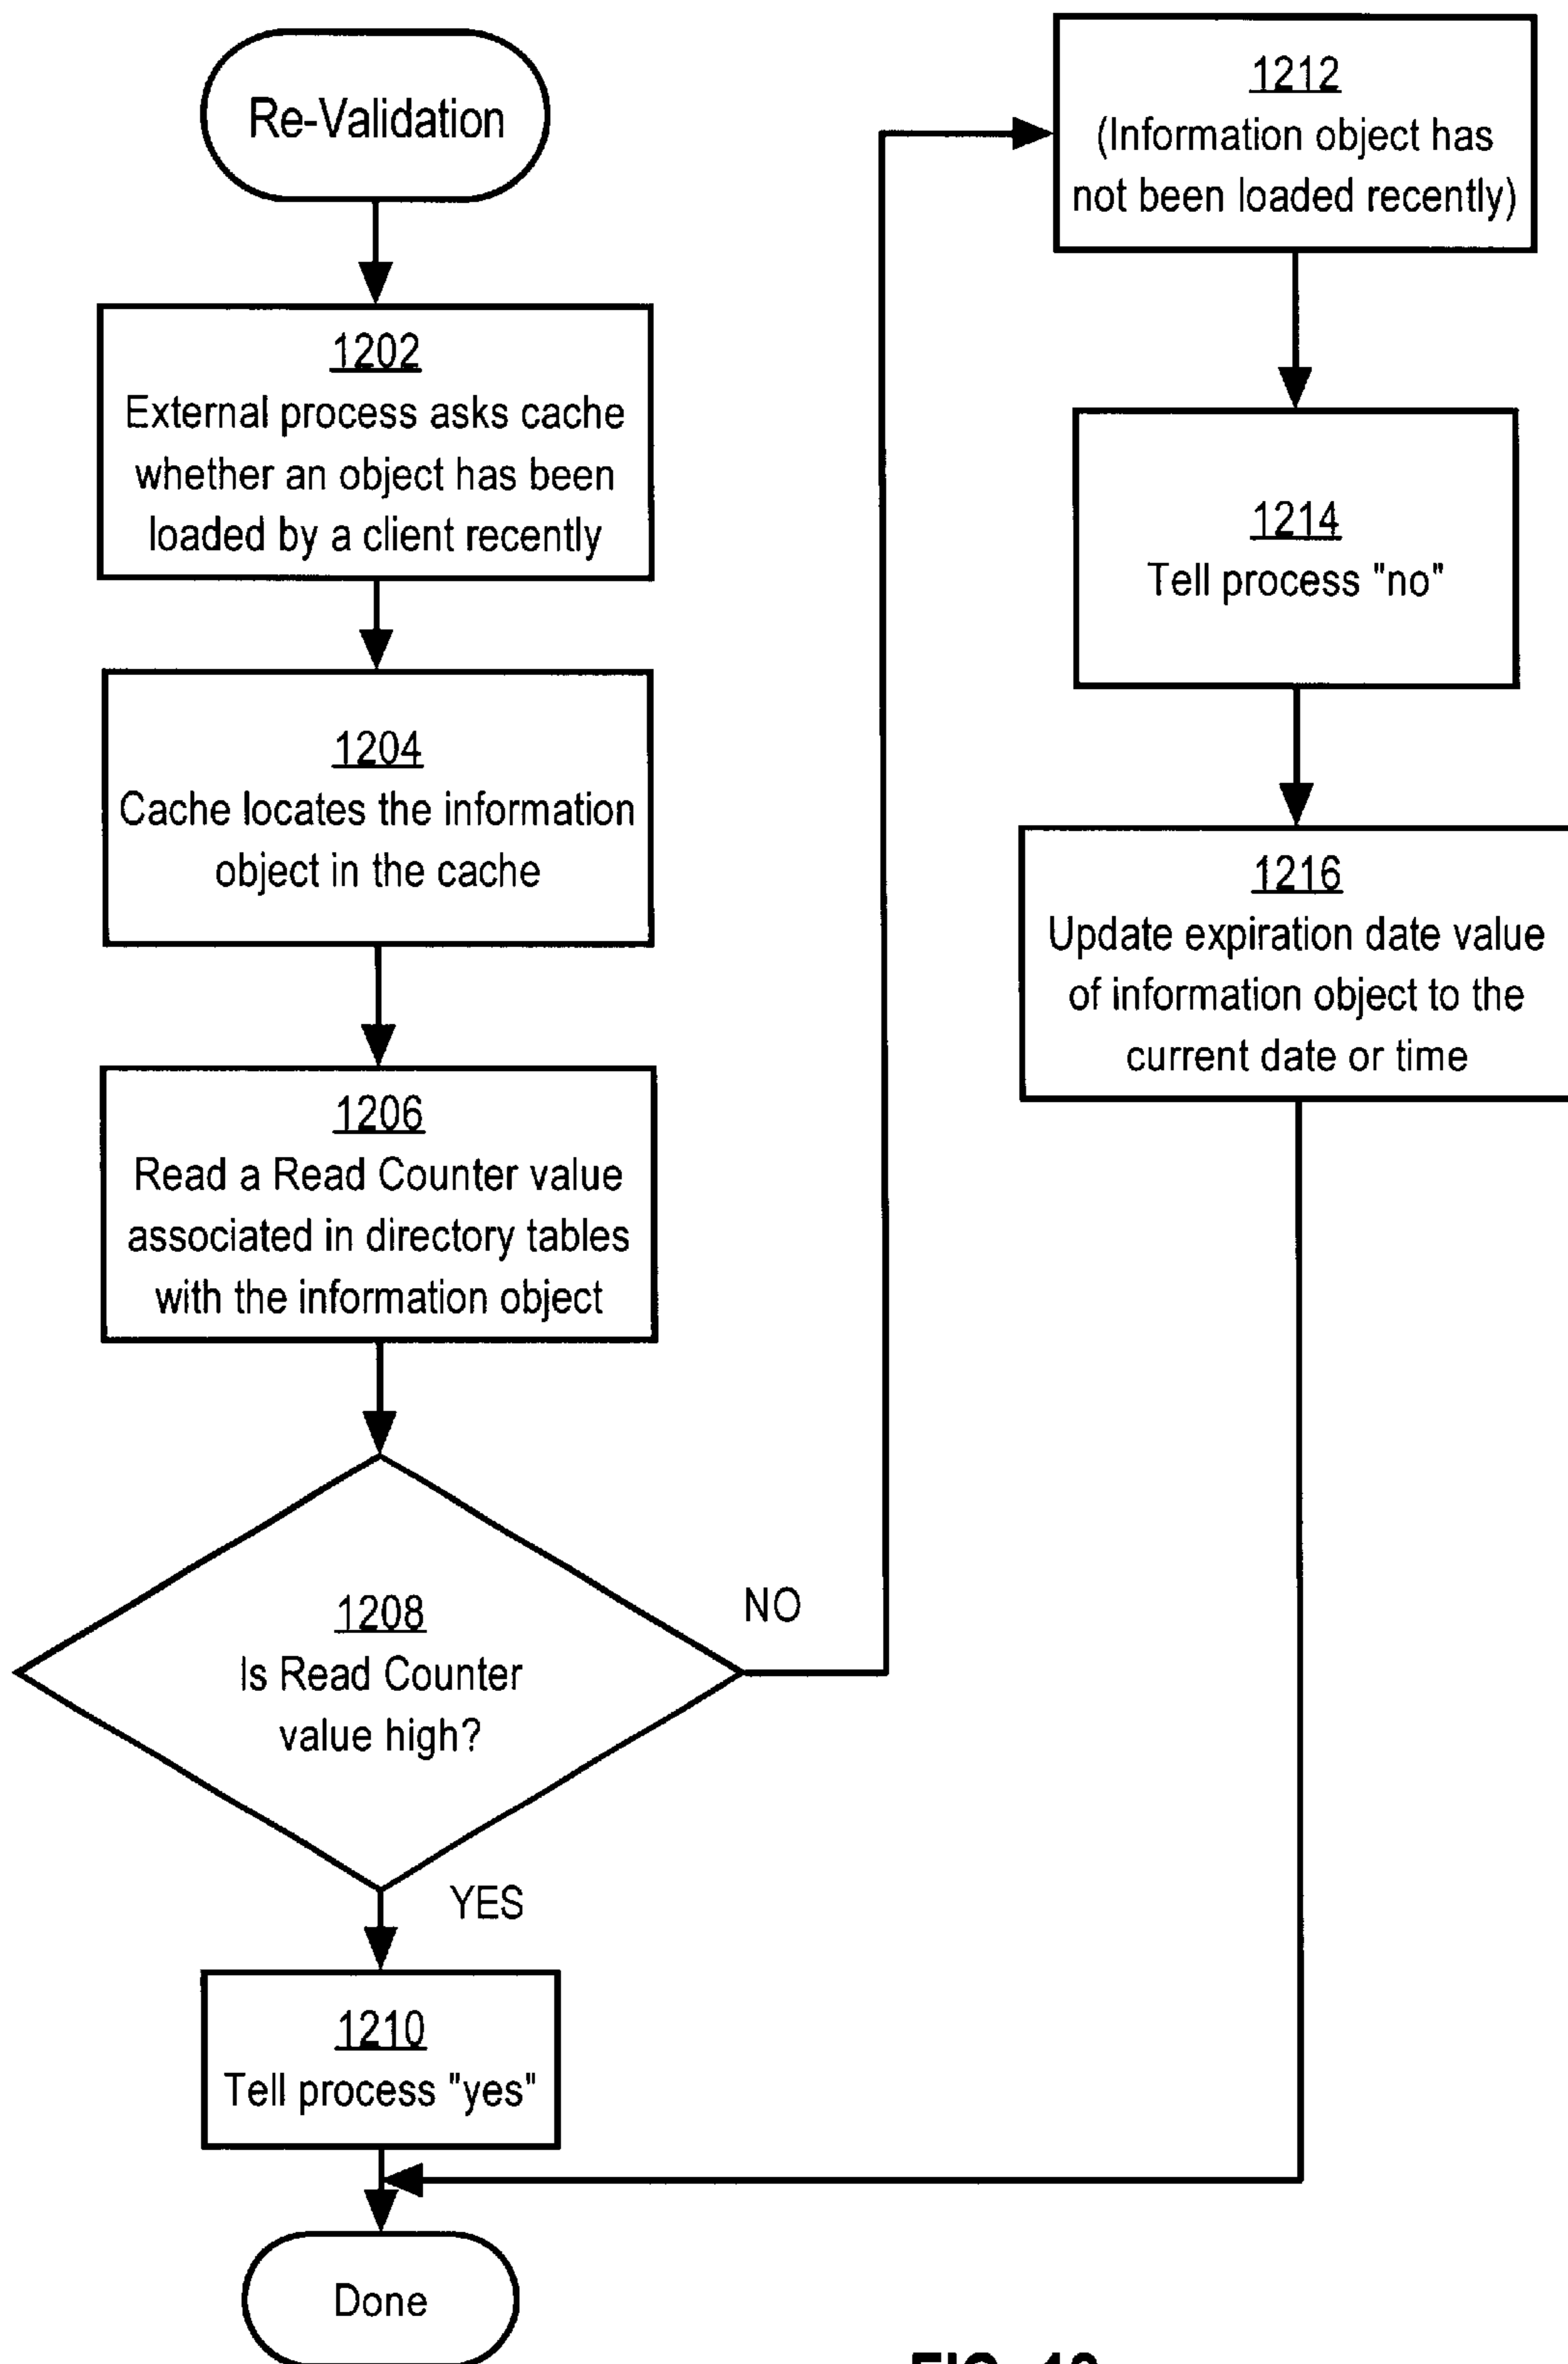 Re-Validation
1202
External process asks cache
whether an object has been
loaded by a client recently
1204
Cache locates the information
object in the cache
1206
Read a Read Counter value
associated in directory tables
with the information object
1208
Is Read Counter
value high?
NO
YES
1210
Tell process "yes"
Done
1212
(Information object has
not been loaded recently)
1214
Tell process "no"
1216
Update expiration date value
of information object to the
current date or time
FIG.